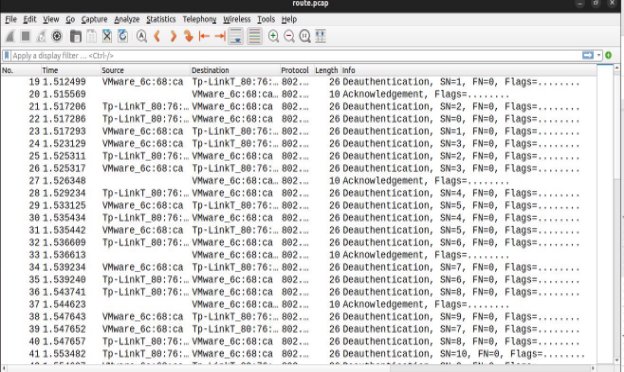 route.pcap
File Edit View Go Capture Analyze Statistics Telephony Wireless Tools Help
Apply a display filter ... <Ctrl-/>
No. Time Source Destination Protocol Length Info
19 1.512499 VMware_6c:68:ca Tp-LinkT_80:76:… 802.… 26 Deauthentication, SN=1, FN=0, Flags=........
20 1.515569 VMware_6c:68:ca… 802.… 10 Acknowledgement, Flags=........
21 1.517206 Tp-LinkT_80:76:… VMware_6c:68:ca 802.… 26 Deauthentication, SN=2, FN=0, Flags=........
22 1.517286 Tp-LinkT_80:76:… VMware_6c:68:ca 802.… 26 Deauthentication, SN=0, FN=0, Flags=........
23 1.517293 VMware_6c:68:ca Tp-LinkT_80:76:… 802.… 26 Deauthentication, SN=1, FN=0, Flags=........
24 1.523129 Tp-LinkT_80:76:… VMware_6c:68:ca 802.… 26 Deauthentication, SN=3, FN=0, Flags=........
25 1.525311 Tp-LinkT_80:76:… VMware_6c:68:ca 802.… 26 Deauthentication, SN=2, FN=0, Flags=........
26 1.525317 VMware_6c:68:ca Tp-LinkT_80:76:… 802.… 26 Deauthentication, SN=3, FN=0, Flags=........
27 1.526348 VMware_6c:68:ca… 802.… 10 Acknowledgement, Flags=........
28 1.529234 Tp-LinkT_80:76:… VMware_6c:68:ca 802.… 26 Deauthentication, SN=4, FN=0, Flags=........
29 1.533125 VMware_6c:68:ca Tp-LinkT_80:76:… 802.… 26 Deauthentication, SN=5, FN=0, Flags=........
30 1.535434 Tp-LinkT_80:76:… VMware_6c:68:ca 802.… 26 Deauthentication, SN=4, FN=0, Flags=........
31 1.535442 VMware_6c:68:ca Tp-LinkT_80:76:… 802.… 26 Deauthentication, SN=5, FN=0, Flags=........
32 1.536609 Tp-LinkT_80:76:… VMware_6c:68:ca 802.… 26 Deauthentication, SN=6, FN=0, Flags=........
33 1.536613 VMware_6c:68:ca… 802.… 10 Acknowledgement, Flags=........
34 1.539234 VMware_6c:68:ca Tp-LinkT_80:76:… 802.… 26 Deauthentication, SN=7, FN=0, Flags=........
35 1.539240 Tp-LinkT_80:76:… VMware_6c:68:ca 802.… 26 Deauthentication, SN=6, FN=0, Flags=........
36 1.543741 Tp-LinkT_80:76:… VMware_6c:68:ca 802.… 26 Deauthentication, SN=8, FN=0, Flags=........
37 1.544623 VMware_6c:68:ca… 802.… 10 Acknowledgement, Flags=........
38 1.547643 VMware_6c:68:ca Tp-LinkT_80:76:… 802.… 26 Deauthentication, SN=9, FN=0, Flags=........
39 1.547652 VMware_6c:68:ca Tp-LinkT_80:76:… 802.… 26 Deauthentication, SN=7, FN=0, Flags=........
40 1.547657 Tp-LinkT_80:76:… VMware_6c:68:ca 802.… 26 Deauthentication, SN=8, FN=0, Flags=........
41 1.553482 Tp-LinkT_80:76:… VMware_6c:68:ca 802.… 26 Deauthentication, SN=10, FN=0, Flags=........